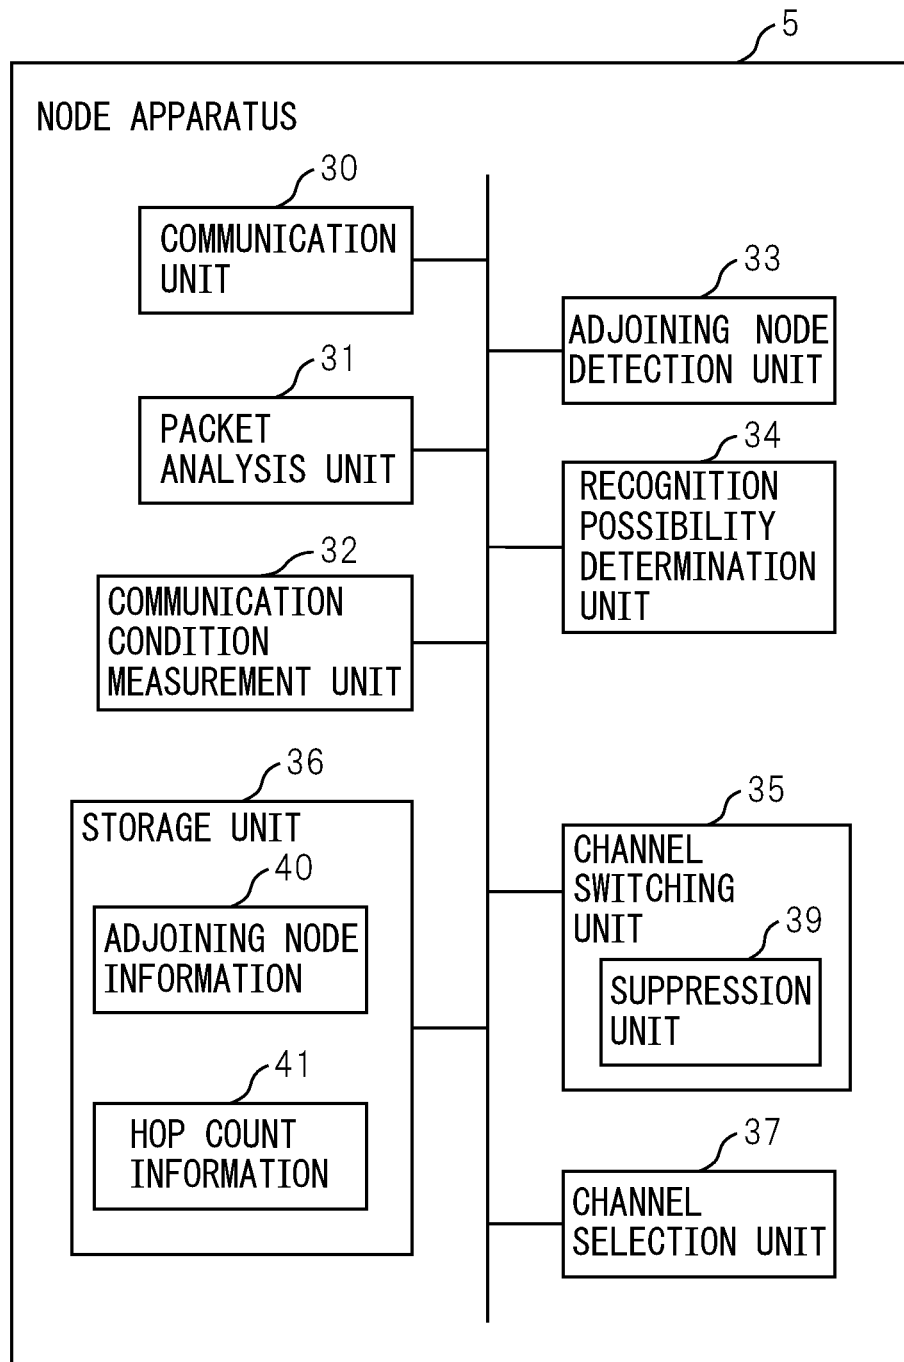 5
NODE APPARATUS
30
COMMUNICATION
UNIT
33
ADJOINING NODE
DETECTION UNIT
31
PACKET
ANALYSIS UNIT
34
RECOGNITION
POSSIBILITY
DETERMINATION
UNIT
32
COMMUNICATION
CONDITION
MEASUREMENT UNIT
36
STORAGE UNIT
40
ADJOINING NODE
INFORMATION
41
HOP COUNT
INFORMATION
35
CHANNEL
SWITCHING
UNIT
39
SUPPRESSION
UNIT
37
CHANNEL
SELECTION UNIT